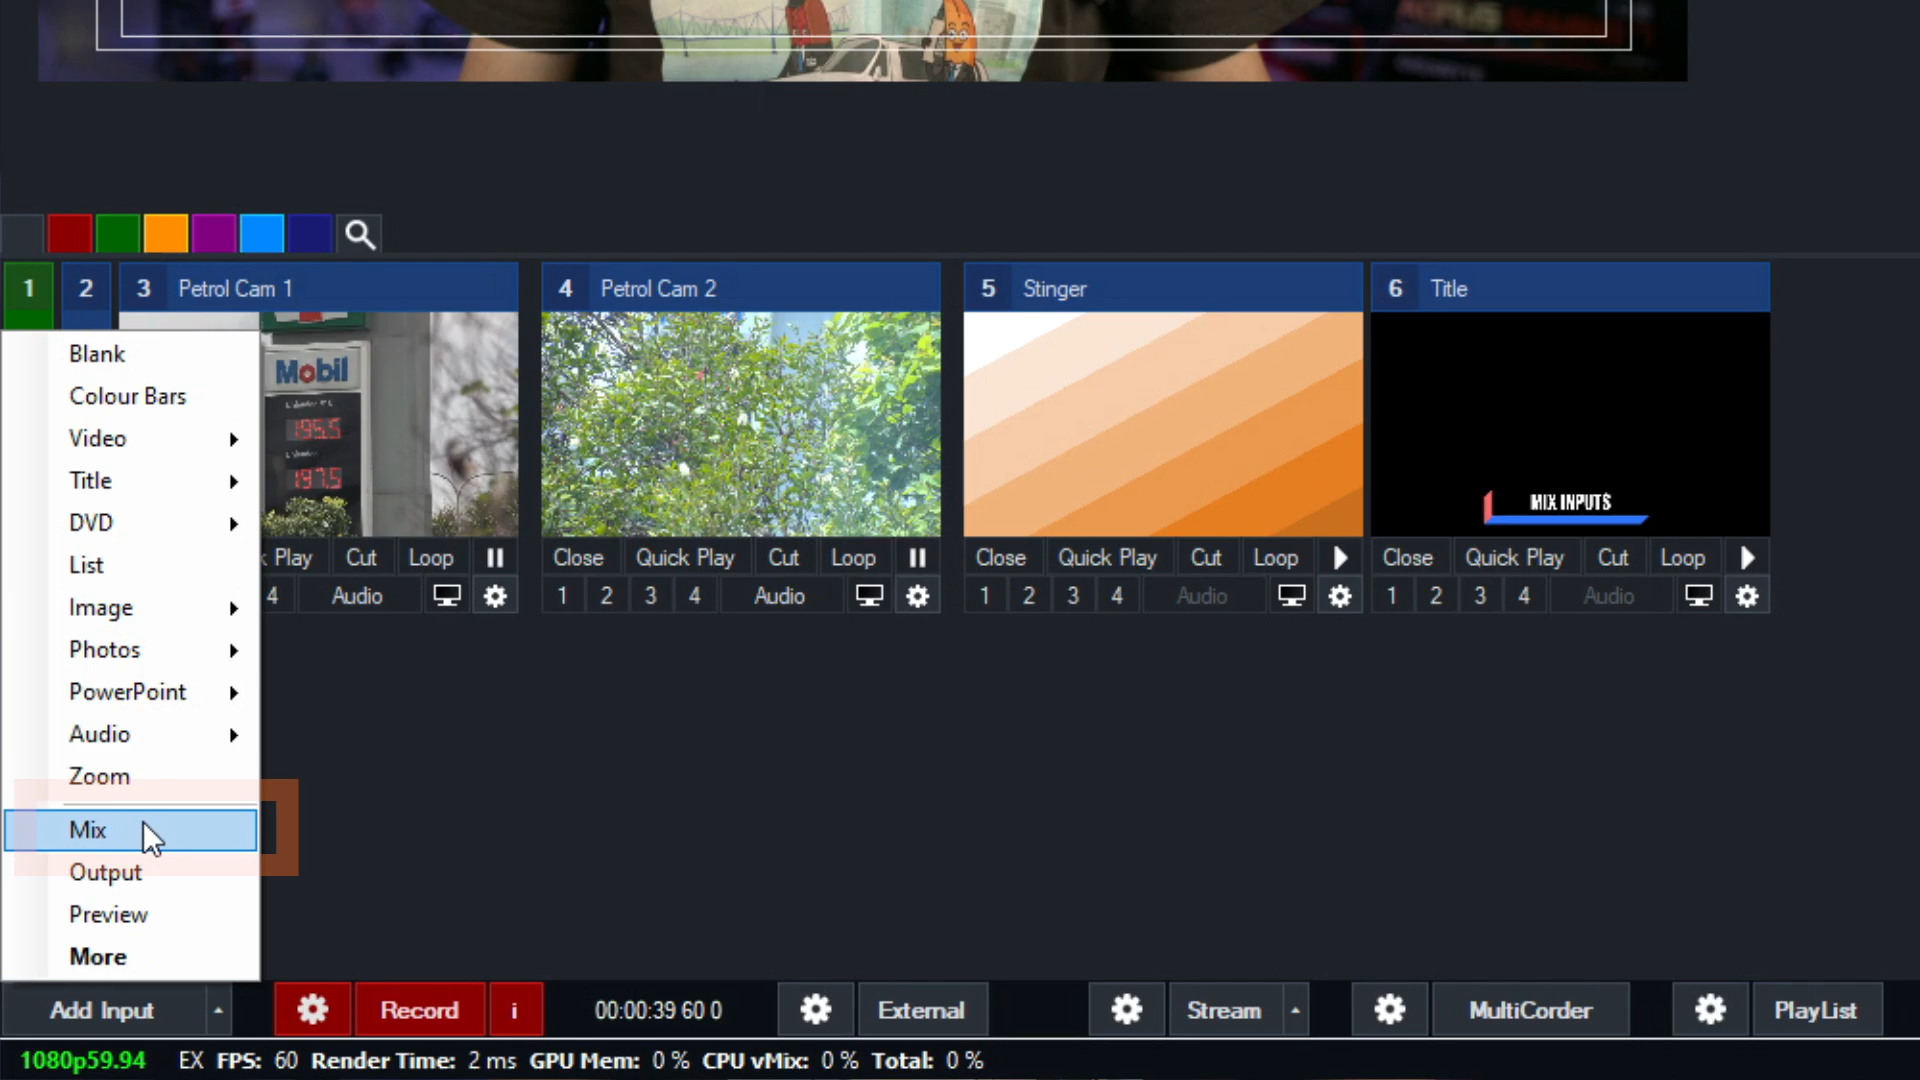 1
2
3 Petrol Cam 1
4 Petrol Cam 2
5 Stinger
6 Title
Blank
Colour Bars
Video
Title
DVD
List
Image
Photos
PowerPoint
Audio
Zoom
Mix
Output
Preview
More
Mobil
195.5
197.5
MIX INPUTS
k Play Cut Loop
4 Audio
Close Quick Play Cut Loop
1 2 3 4 Audio
Close Quick Play Cut Loop
1 2 3 4 Audio
Close Quick Play Cut Loop
1 2 3 4 Audio
Add Input Record i 00:00:39 60 0 External Stream MultiCorder PlayList
1080p59.94 EX FPS: 60 Render Time: 2 ms GPU Mem: 0 % CPU vMix: 0 % Total: 0 %